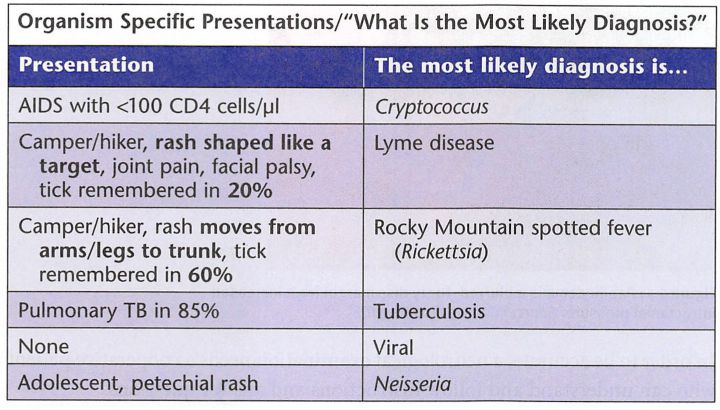 Organism Specific Presentations/“What Is the Most Likely Diagnosis?”
Presentation
The most likely diagnosis is...
AIDS with <100 CD4 cells/µl
Cryptococcus
Camper/hiker, rash shaped like a
target, joint pain, facial palsy,
tick remembered in 20%
Lyme disease
Camper/hiker, rash moves from
arms/legs to trunk, tick
remembered in 60%
Rocky Mountain spotted fever
(Rickettsia)
Pulmonary TB in 85%
Tuberculosis
None
Viral
Adolescent, petechial rash
Neisseria